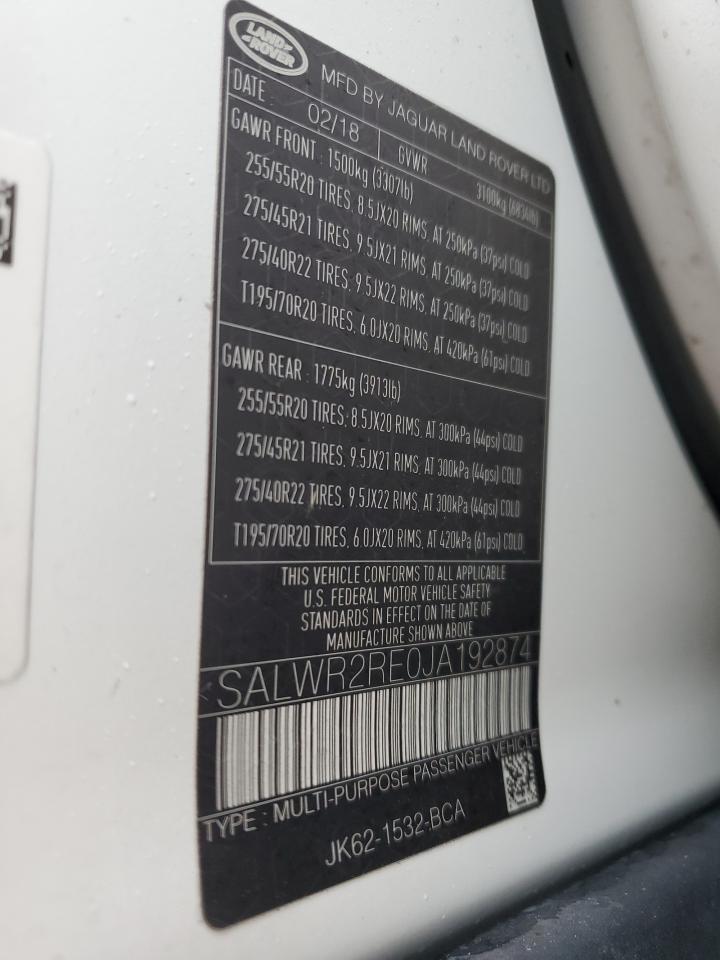 LAND ROVER
MFD BY JAGUAR LAND ROVER LTD
DATE 02/18 GVWR 3100kg (6834lb)
GAWR FRONT : 1500kg (3307lb)
255/55R20 TIRES, 8.5JX20 RIMS, AT 250kPa (37psi) COLD
275/45R21 TIRES, 9.5JX21 RIMS, AT 250kPa (37psi) COLD
275/40R22 TIRES, 9.5JX22 RIMS, AT 250kPa (37psi) COLD
T195/70R20 TIRES, 6.0JX20 RIMS, AT 420kPa (61psi) COLD
GAWR REAR : 1775kg (3913lb)
255/55R20 TIRES, 8.5JX20 RIMS, AT 300kPa (44psi) COLD
275/45R21 TIRES, 9.5JX21 RIMS, AT 300kPa (44psi) COLD
275/40R22 TIRES, 9.5JX22 RIMS, AT 300kPa (44psi) COLD
T195/70R20 TIRES, 6.0JX20 RIMS, AT 420kPa (61psi) COLD
THIS VEHICLE CONFORMS TO ALL APPLICABLE
U.S. FEDERAL MOTOR VEHICLE SAFETY
STANDARDS IN EFFECT ON THE DATE OF
MANUFACTURE SHOWN ABOVE
SALWR2RE0JA192874
TYPE : MULTI-PURPOSE PASSENGER VEHICLE
JK62-1532-BCA